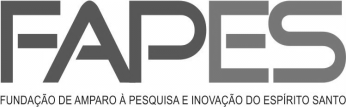 FAPES
FUNDAÇÃO DE AMPARO À PESQUISA E INOVAÇÃO DO ESPÍRITO SANTO